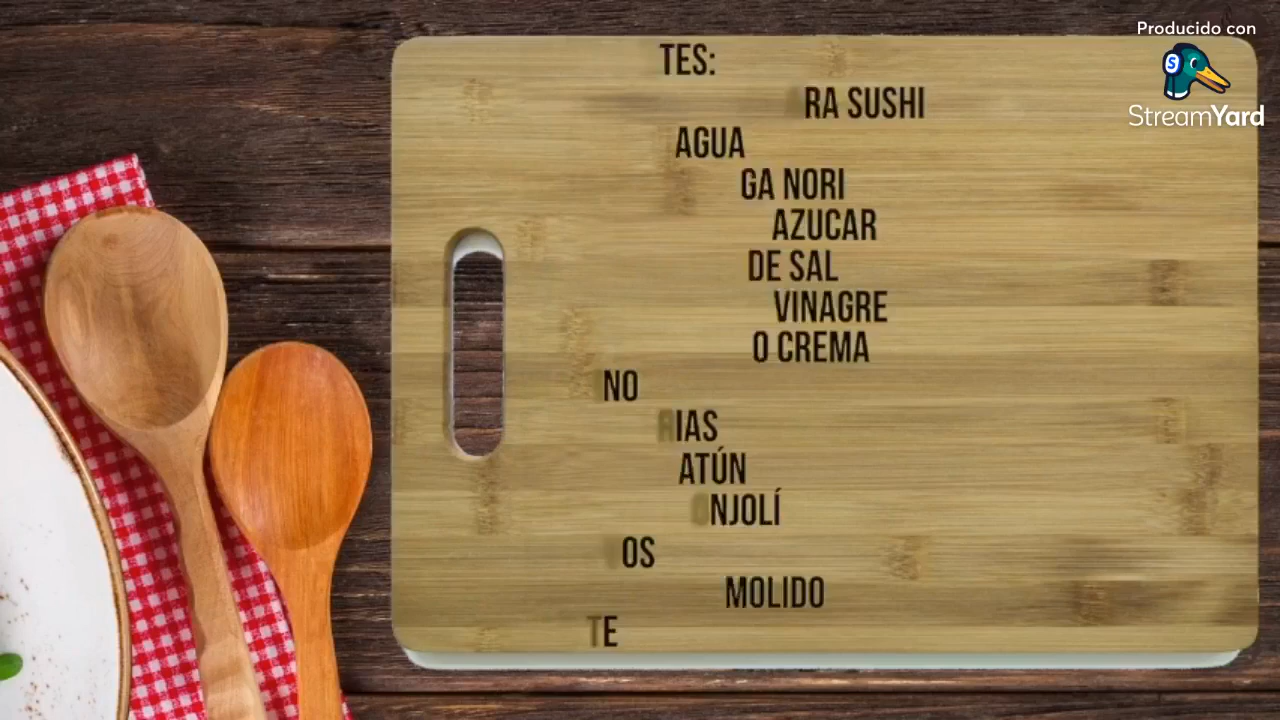 Producido con
StreamYard
TES:
RA SUSHI
AGUA
GA NORI
AZUCAR
DE SAL
VINAGRE
O CREMA
NO
IAS
ATÚN
ONJOLÍ
OS
MOLIDO
TE